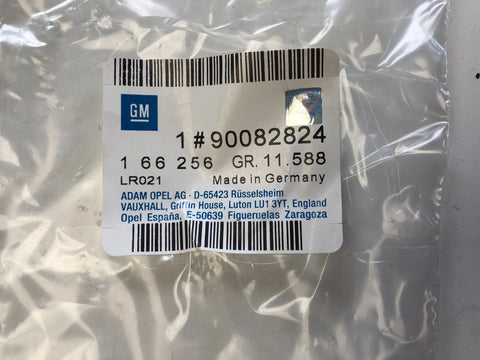 GM
1 # 90082824
1 66 256 GR. 11.588
LR021 Made in Germany
ADAM OPEL AG · D-65423 Rüsselsheim
VAUXHALL, Griffin House, Luton LU1 3YT, England
Opel España, E-50639 Figueruelas Zaragoza